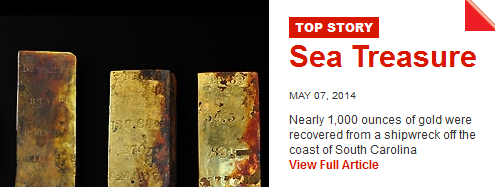 TOP STORY
Sea Treasure
MAY 07, 2014
Nearly 1,000 ounces of gold were
recovered from a shipwreck off the
coast of South Carolina
View Full Article